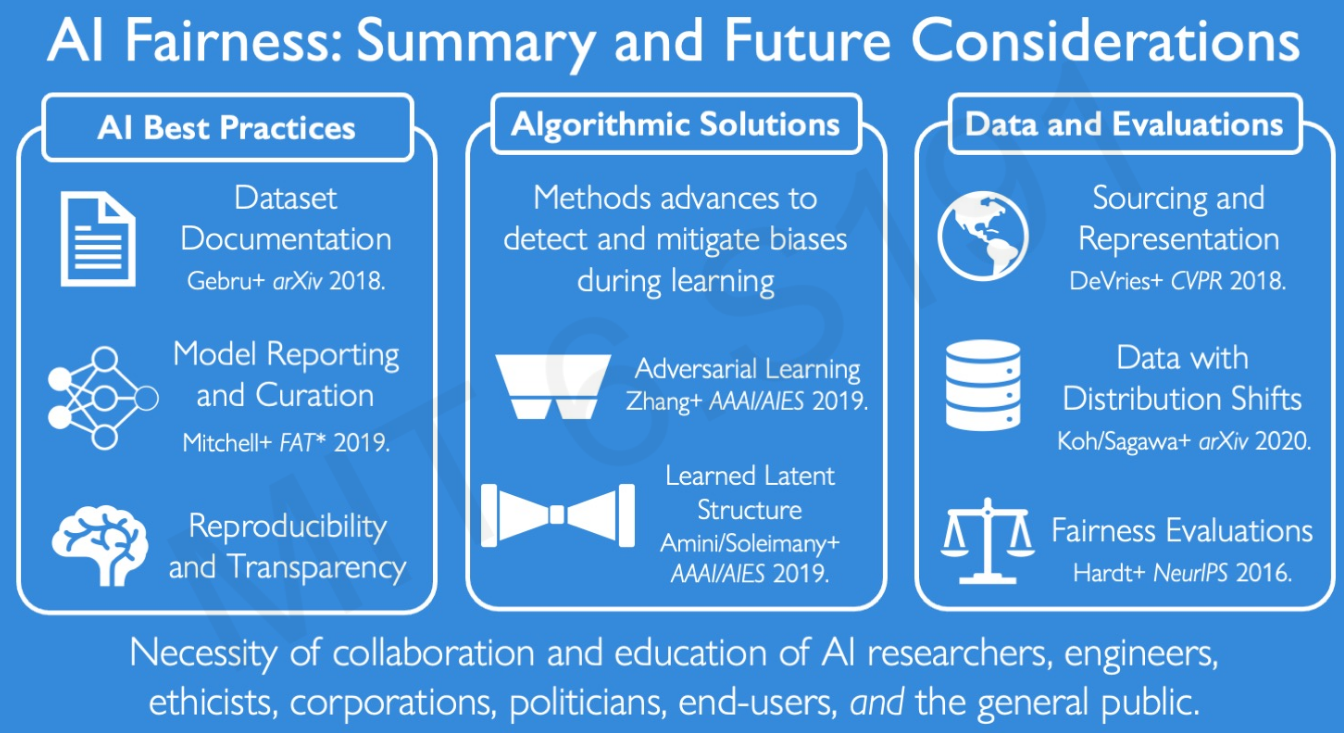 AI Fairness: Summary and Future Considerations
AI Best Practices
Dataset
Documentation
Gebru+ arXiv 2018.
Model Reporting
and Curation
Mitchell+ FAT* 2019.
Reproducibility
and Transparency
Algorithmic Solutions
Methods advances to
detect and mitigate biases
during learning
Adversarial Learning
Zhang+ AAAI/AIES 2019.
Learned Latent
Structure
Amini/Soleimany+
AAAI/AIES 2019.
Data and Evaluations
Sourcing and
Representation
DeVries+ CVPR 2018.
Data with
Distribution Shifts
Koh/Sagawa+ arXiv 2020.
Fairness Evaluations
Hardt+ NeurIPS 2016.
Necessity of collaboration and education of AI researchers, engineers,
ethicists, corporations, politicians, end-users, and the general public.
MIT 6.S191